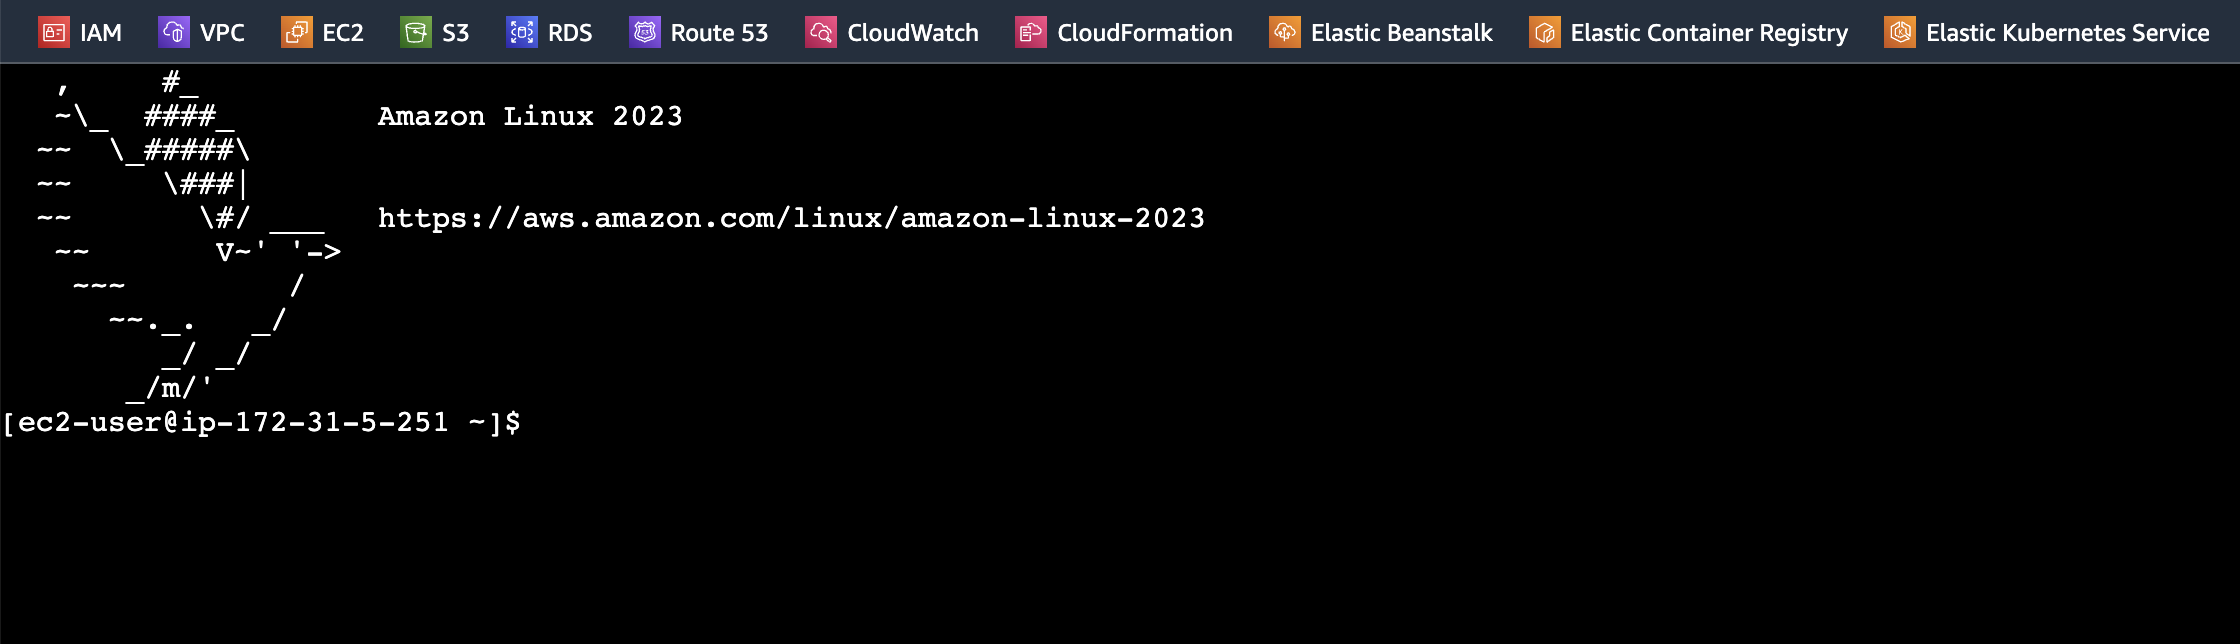 IAM VPC EC2 S3 RDS Route 53 CloudWatch CloudFormation Elastic Beanstalk Elastic Container Registry Elastic Kubernetes Service
   ,     #_
   ~\_  ####_        Amazon Linux 2023
  ~~  \_#####\
  ~~     \###|
  ~~       \#/ ___   https://aws.amazon.com/linux/amazon-linux-2023
   ~~       V~' '->
    ~~~         /
      ~~._.   _/
         _/ _/
       _/m/'
[ec2-user@ip-172-31-5-251 ~]$